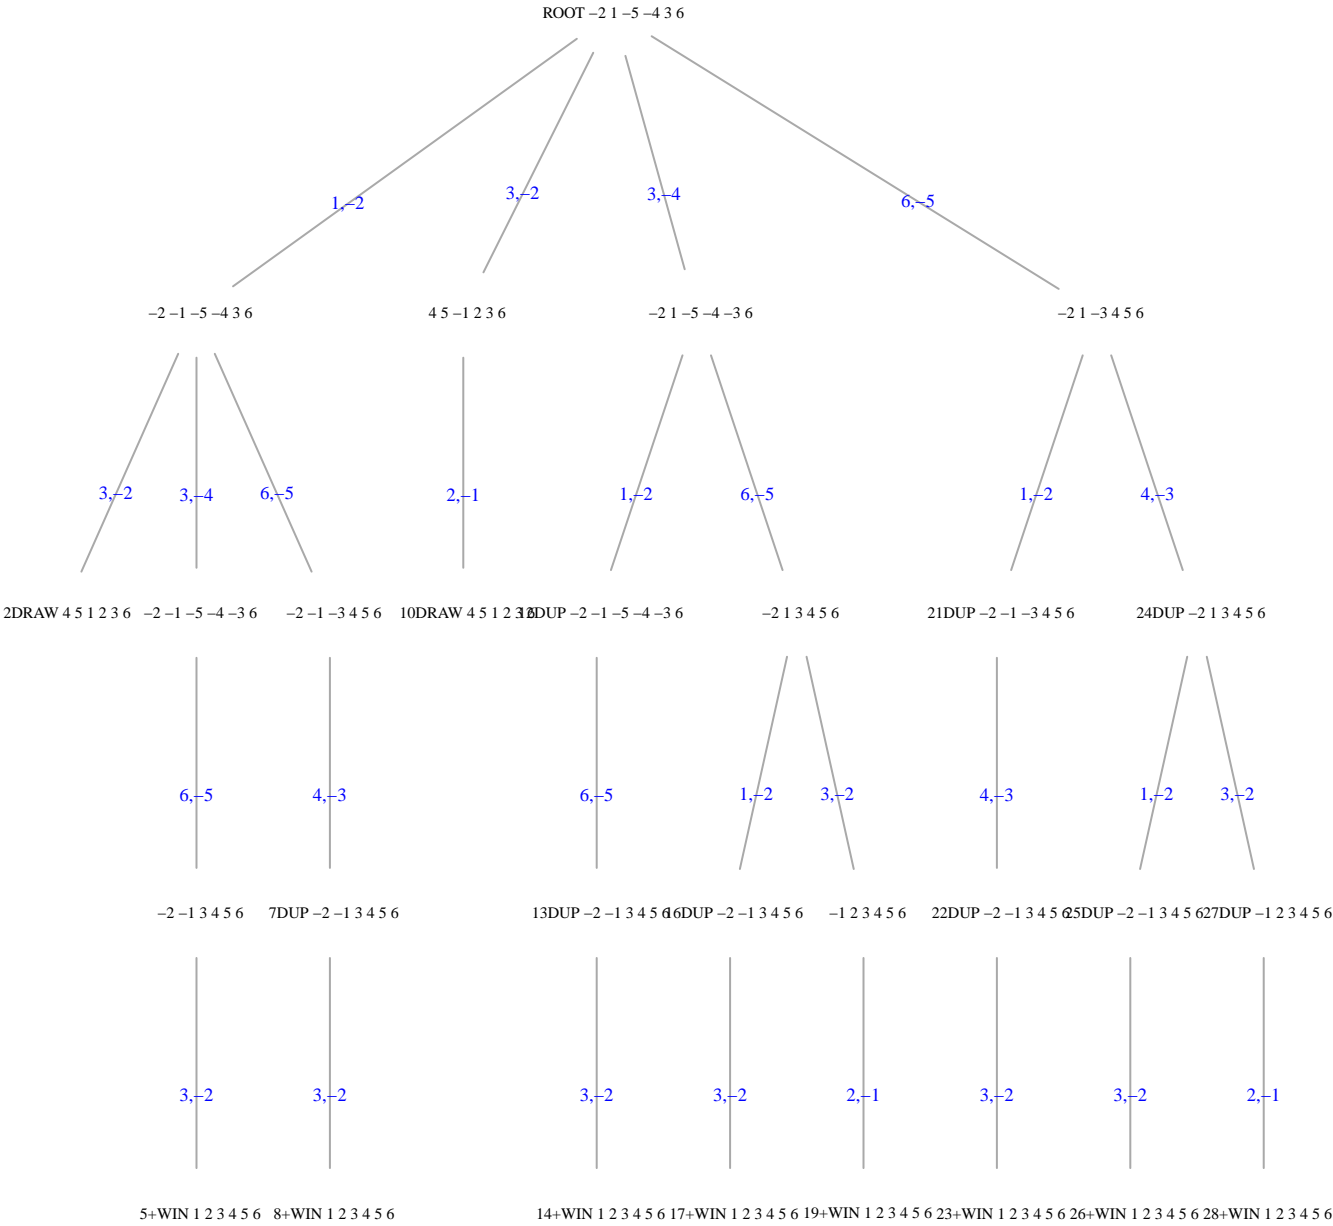 ROOT −2 1 −5 −4 3 6
1,−2
3,−2
3,−4
6,−5
−2 −1 −5 −4 3 6
4 5 −1 2 3 6
−2 1 −5 −4 −3 6
−2 1 −3 4 5 6
3,−2
3,−4
6,−5
2,−1
1,−2
6,−5
1,−2
4,−3
2DRAW 4 5 1 2 3 6
−2 −1 −5 −4 −3 6
−2 −1 −3 4 5 6
10DRAW 4 5 1 2 3 6
12DUP −2 −1 −5 −4 −3 6
−2 1 3 4 5 6
21DUP −2 −1 −3 4 5 6
24DUP −2 1 3 4 5 6
6,−5
4,−3
6,−5
1,−2
3,−2
4,−3
1,−2
3,−2
−2 −1 3 4 5 6
7DUP −2 −1 3 4 5 6
13DUP −2 −1 3 4 5 6
16DUP −2 −1 3 4 5 6
−1 2 3 4 5 6
22DUP −2 −1 3 4 5 6
25DUP −2 −1 3 4 5 6
27DUP −1 2 3 4 5 6
3,−2
3,−2
3,−2
3,−2
2,−1
3,−2
3,−2
2,−1
5+WIN 1 2 3 4 5 6
8+WIN 1 2 3 4 5 6
14+WIN 1 2 3 4 5 6
17+WIN 1 2 3 4 5 6
19+WIN 1 2 3 4 5 6
23+WIN 1 2 3 4 5 6
26+WIN 1 2 3 4 5 6
28+WIN 1 2 3 4 5 6